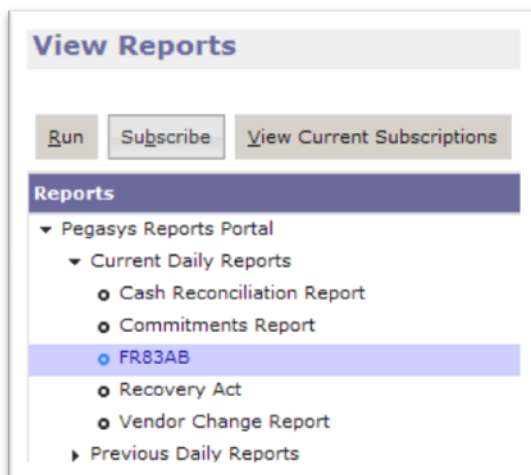 View Reports
Run Subscribe View Current Subscriptions
Reports
Pegasys Reports Portal
Current Daily Reports
Cash Reconciliation Report
Commitments Report
FR83AB
Recovery Act
Vendor Change Report
Previous Daily Reports